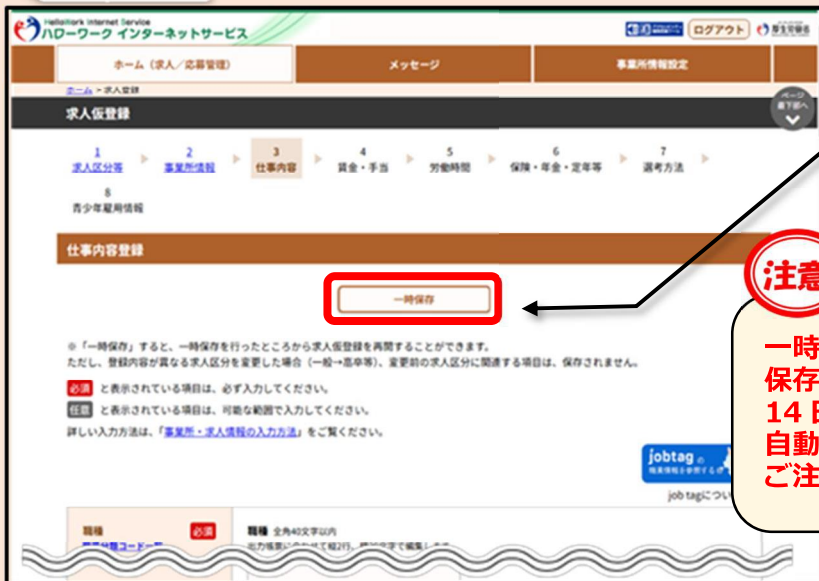 HelloWork Internet Service
ハローワーク インターネットサービス
ログアウト
厚生労働省
ホーム（求人／応募管理）
メッセージ
事業所情報設定
ホーム > 求人登録
ページ
最下部へ
求人仮登録
1
求人区分等
2
事業所情報
3
仕事内容
4
賃金・手当
5
労働時間
6
保険・年金・定年等
7
選考方法
8
青少年雇用情報
仕事内容登録
一時保存
注意
※「一時保存」すると、一時保存を行ったところから求人仮登録を再開することができます。
ただし、登録内容が異なる求人区分を変更した場合（一般→高卒等）、変更前の求人区分に関連する項目は、保存されません。
必須 と表示されている項目は、必ず入力してください。
任意 と表示されている項目は、可能な範囲で入力してください。
詳しい入力方法は、「事業所・求人情報の入力方法」をご覧ください。
一時
保存
14日
自動
ご注
jobtag の
job tagについ
職種
必須
職種 全角40文字以内